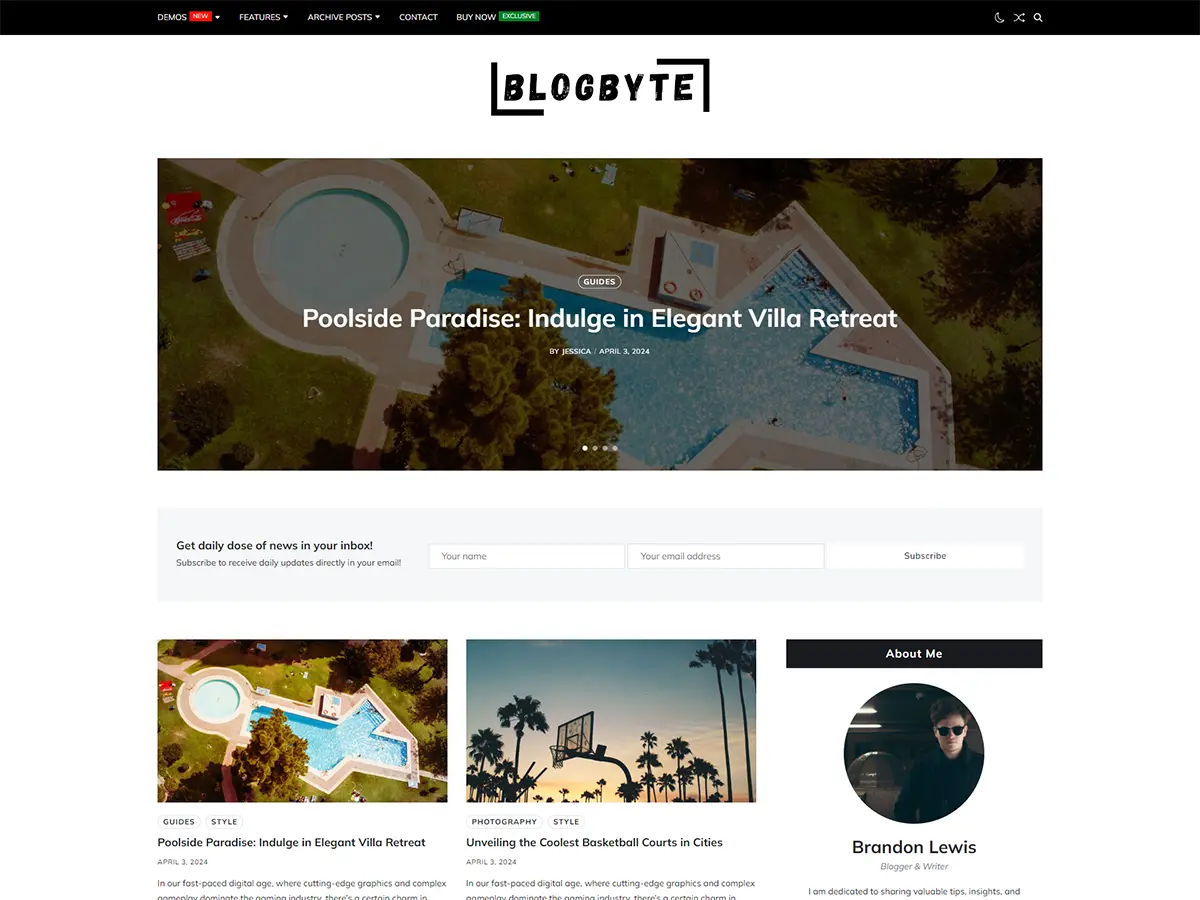 DEMOS NEW FEATURES ARCHIVE POSTS CONTACT BUY NOW EXCLUSIVE
BLOGBYTE
GUIDES
Poolside Paradise: Indulge in Elegant Villa Retreat
BY JESSICA / APRIL 3, 2024
Get daily dose of news in your inbox!
Subscribe to receive daily updates directly in your email!
Your name
Your email address
Subscribe
GUIDES STYLE
Poolside Paradise: Indulge in Elegant Villa Retreat
APRIL 3, 2024
In our fast-paced digital age, where cutting-edge graphics and complex
gameplay dominate the gaming industry, there's a certain charm in
PHOTOGRAPHY STYLE
Unveiling the Coolest Basketball Courts in Cities
APRIL 3, 2024
In our fast-paced digital age, where cutting-edge graphics and complex
gameplay dominate the gaming industry, there's a certain charm in
About Me
Brandon Lewis
Blogger & Writer
I am dedicated to sharing valuable tips, insights, and